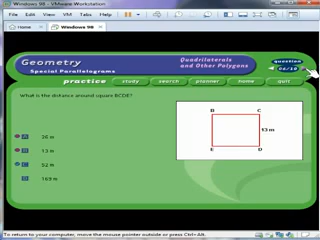 Windows 98 - VMware Workstation
File Edit View VM Tabs Help
Home Windows 98
Geometry
Special Parallelograms
Quadrilaterals
and Other Polygons
question
practice study search planner home quit
What is the distance around square BCDE?
B C
13 m
E D
A 26 m
B 13 m
C 52 m
D 169 m
To return to your computer, move the mouse pointer outside or press Ctrl+Alt.